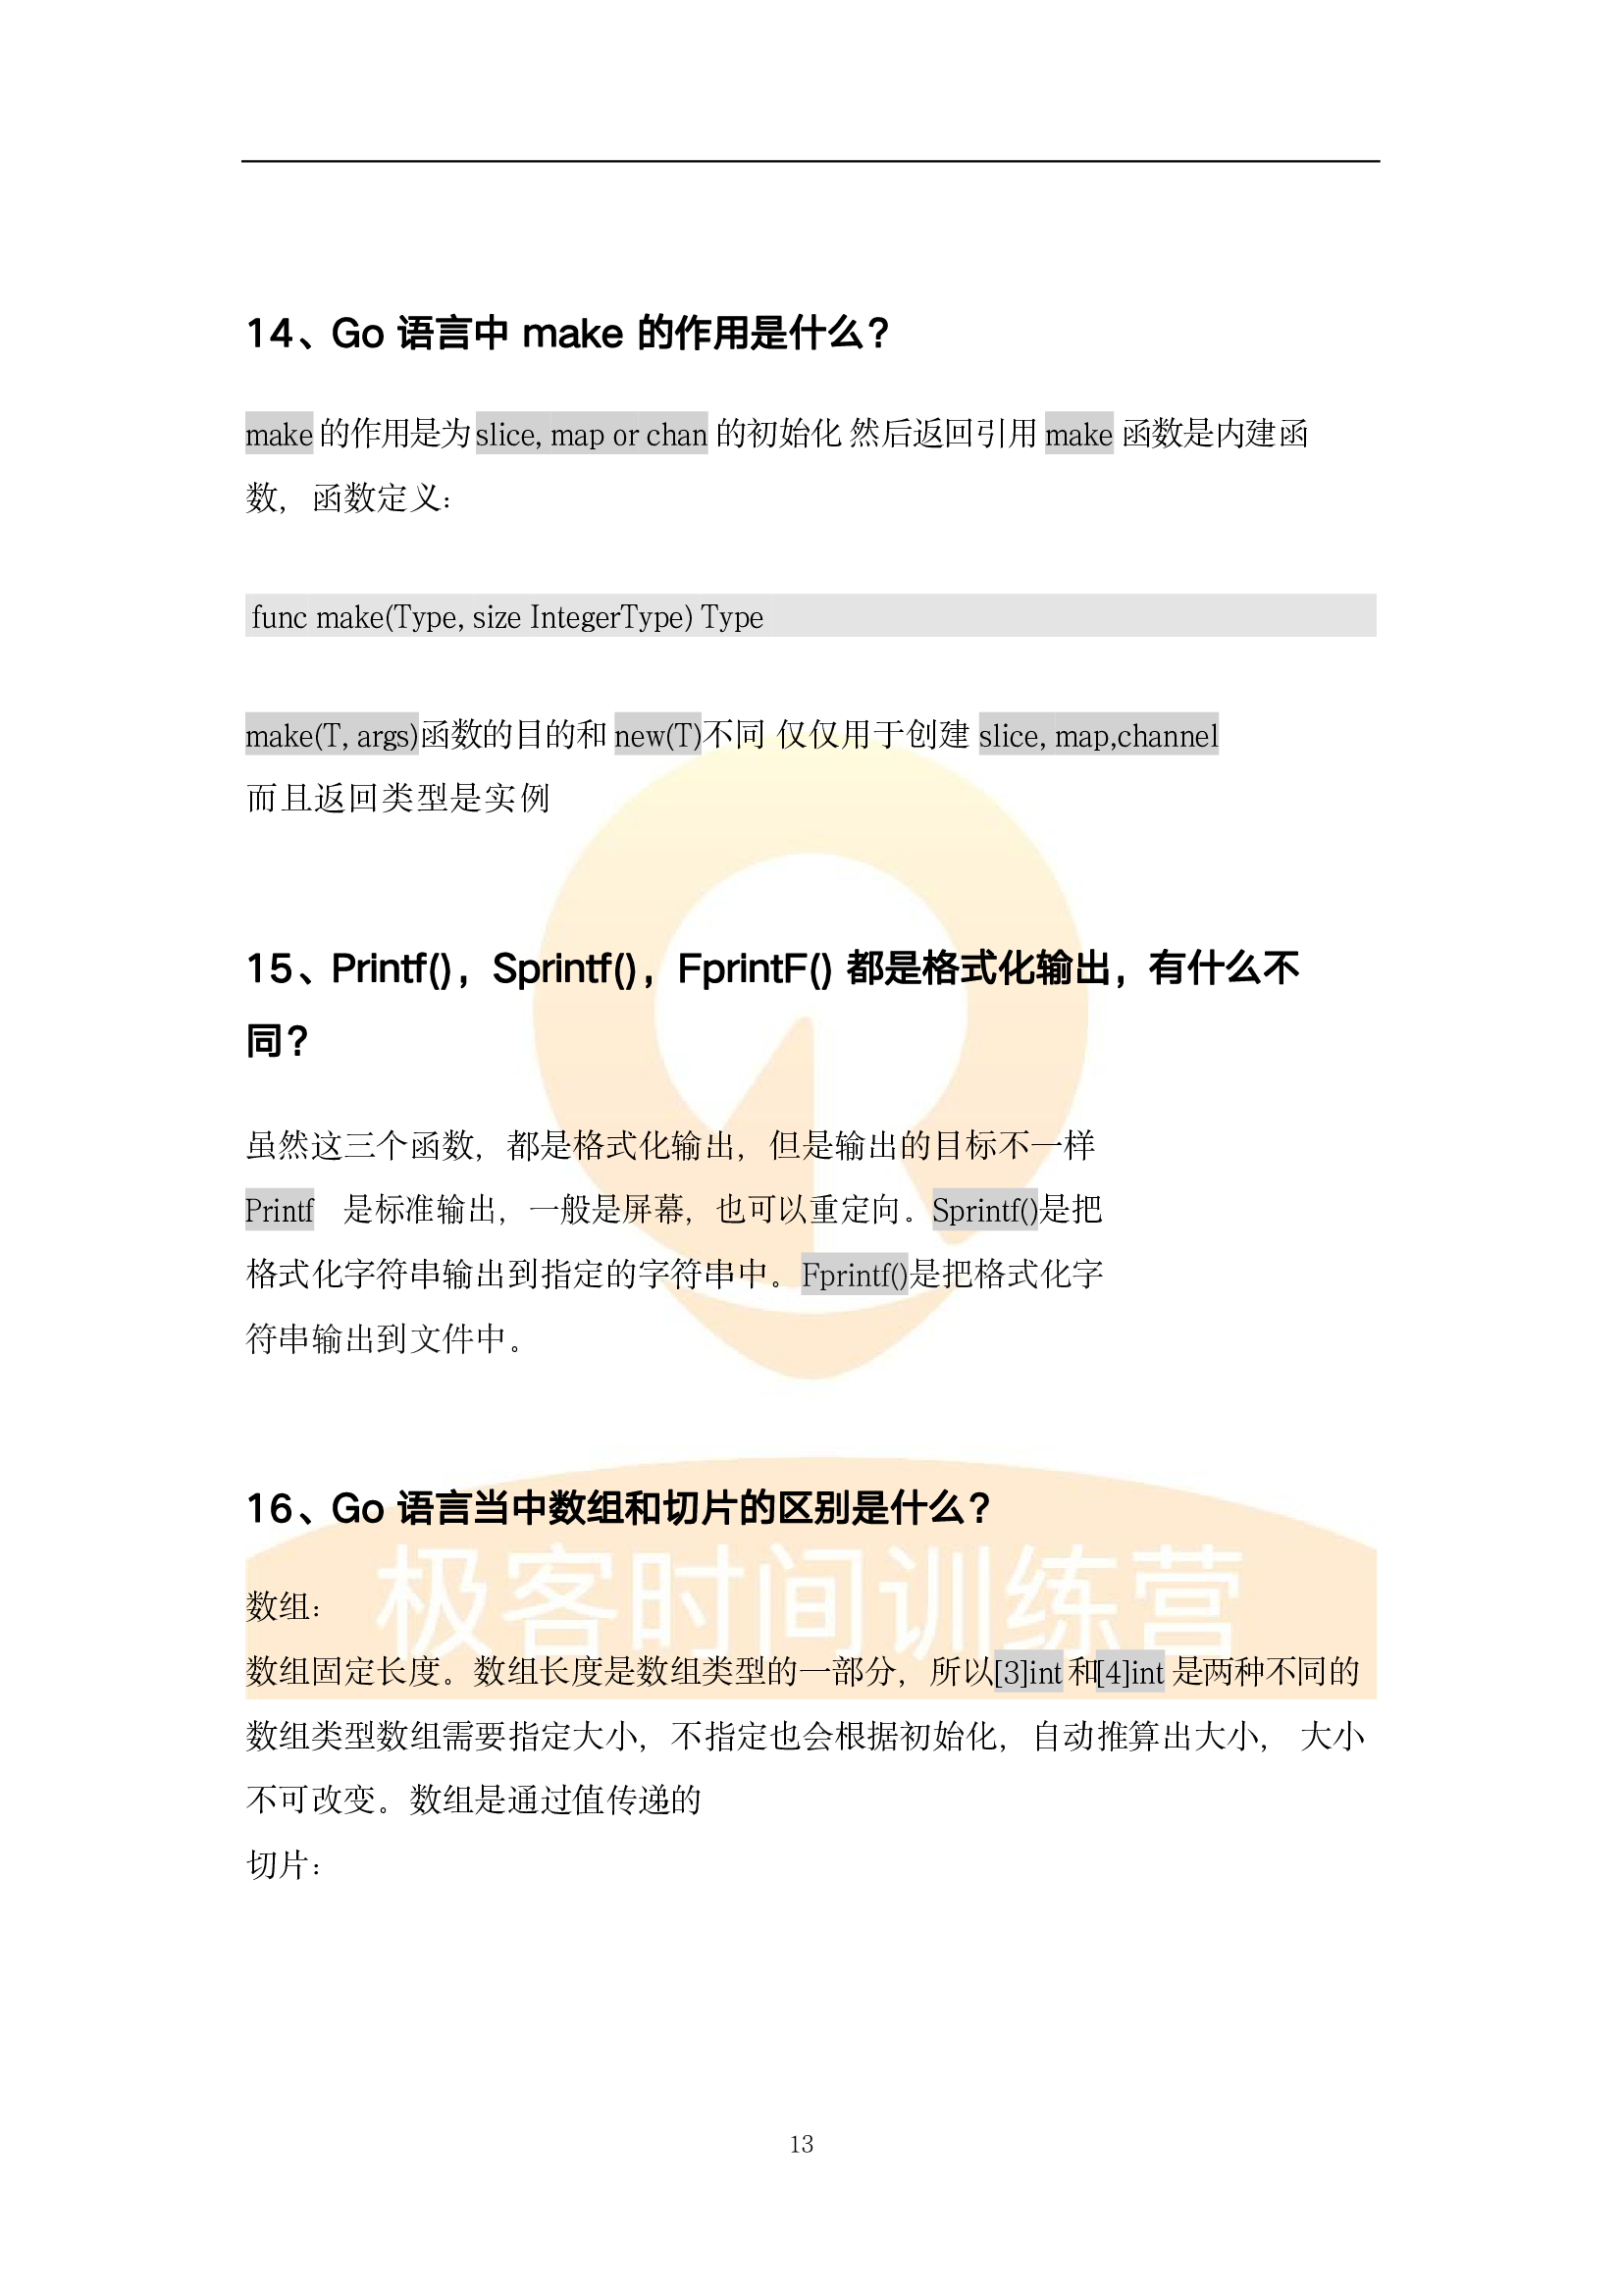 14、Go 语言中 make 的作用是什么？
make 的作用是为 slice, map or chan 的初始化 然后返回引用 make 函数是内建函
数，函数定义：
func make(Type, size IntegerType) Type
make(T, args)函数的目的和 new(T)不同 仅仅用于创建 slice, map,channel
而且返回类型是实例
15、Printf()，Sprintf()，FprintF() 都是格式化输出，有什么不
同？
虽然这三个函数，都是格式化输出，但是输出的目标不一样
Printf 是标准输出，一般是屏幕，也可以重定向。Sprintf()是把
格式化字符串输出到指定的字符串中。Fprintf()是把格式化字
符串输出到文件中。
16、Go 语言当中数组和切片的区别是什么？
极客时间训练营
数组：
数组固定长度。数组长度是数组类型的一部分，所以[3]int 和[4]int 是两种不同的
数组类型数组需要指定大小，不指定也会根据初始化，自动推算出大小， 大小
不可改变。数组是通过值传递的
切片：
13